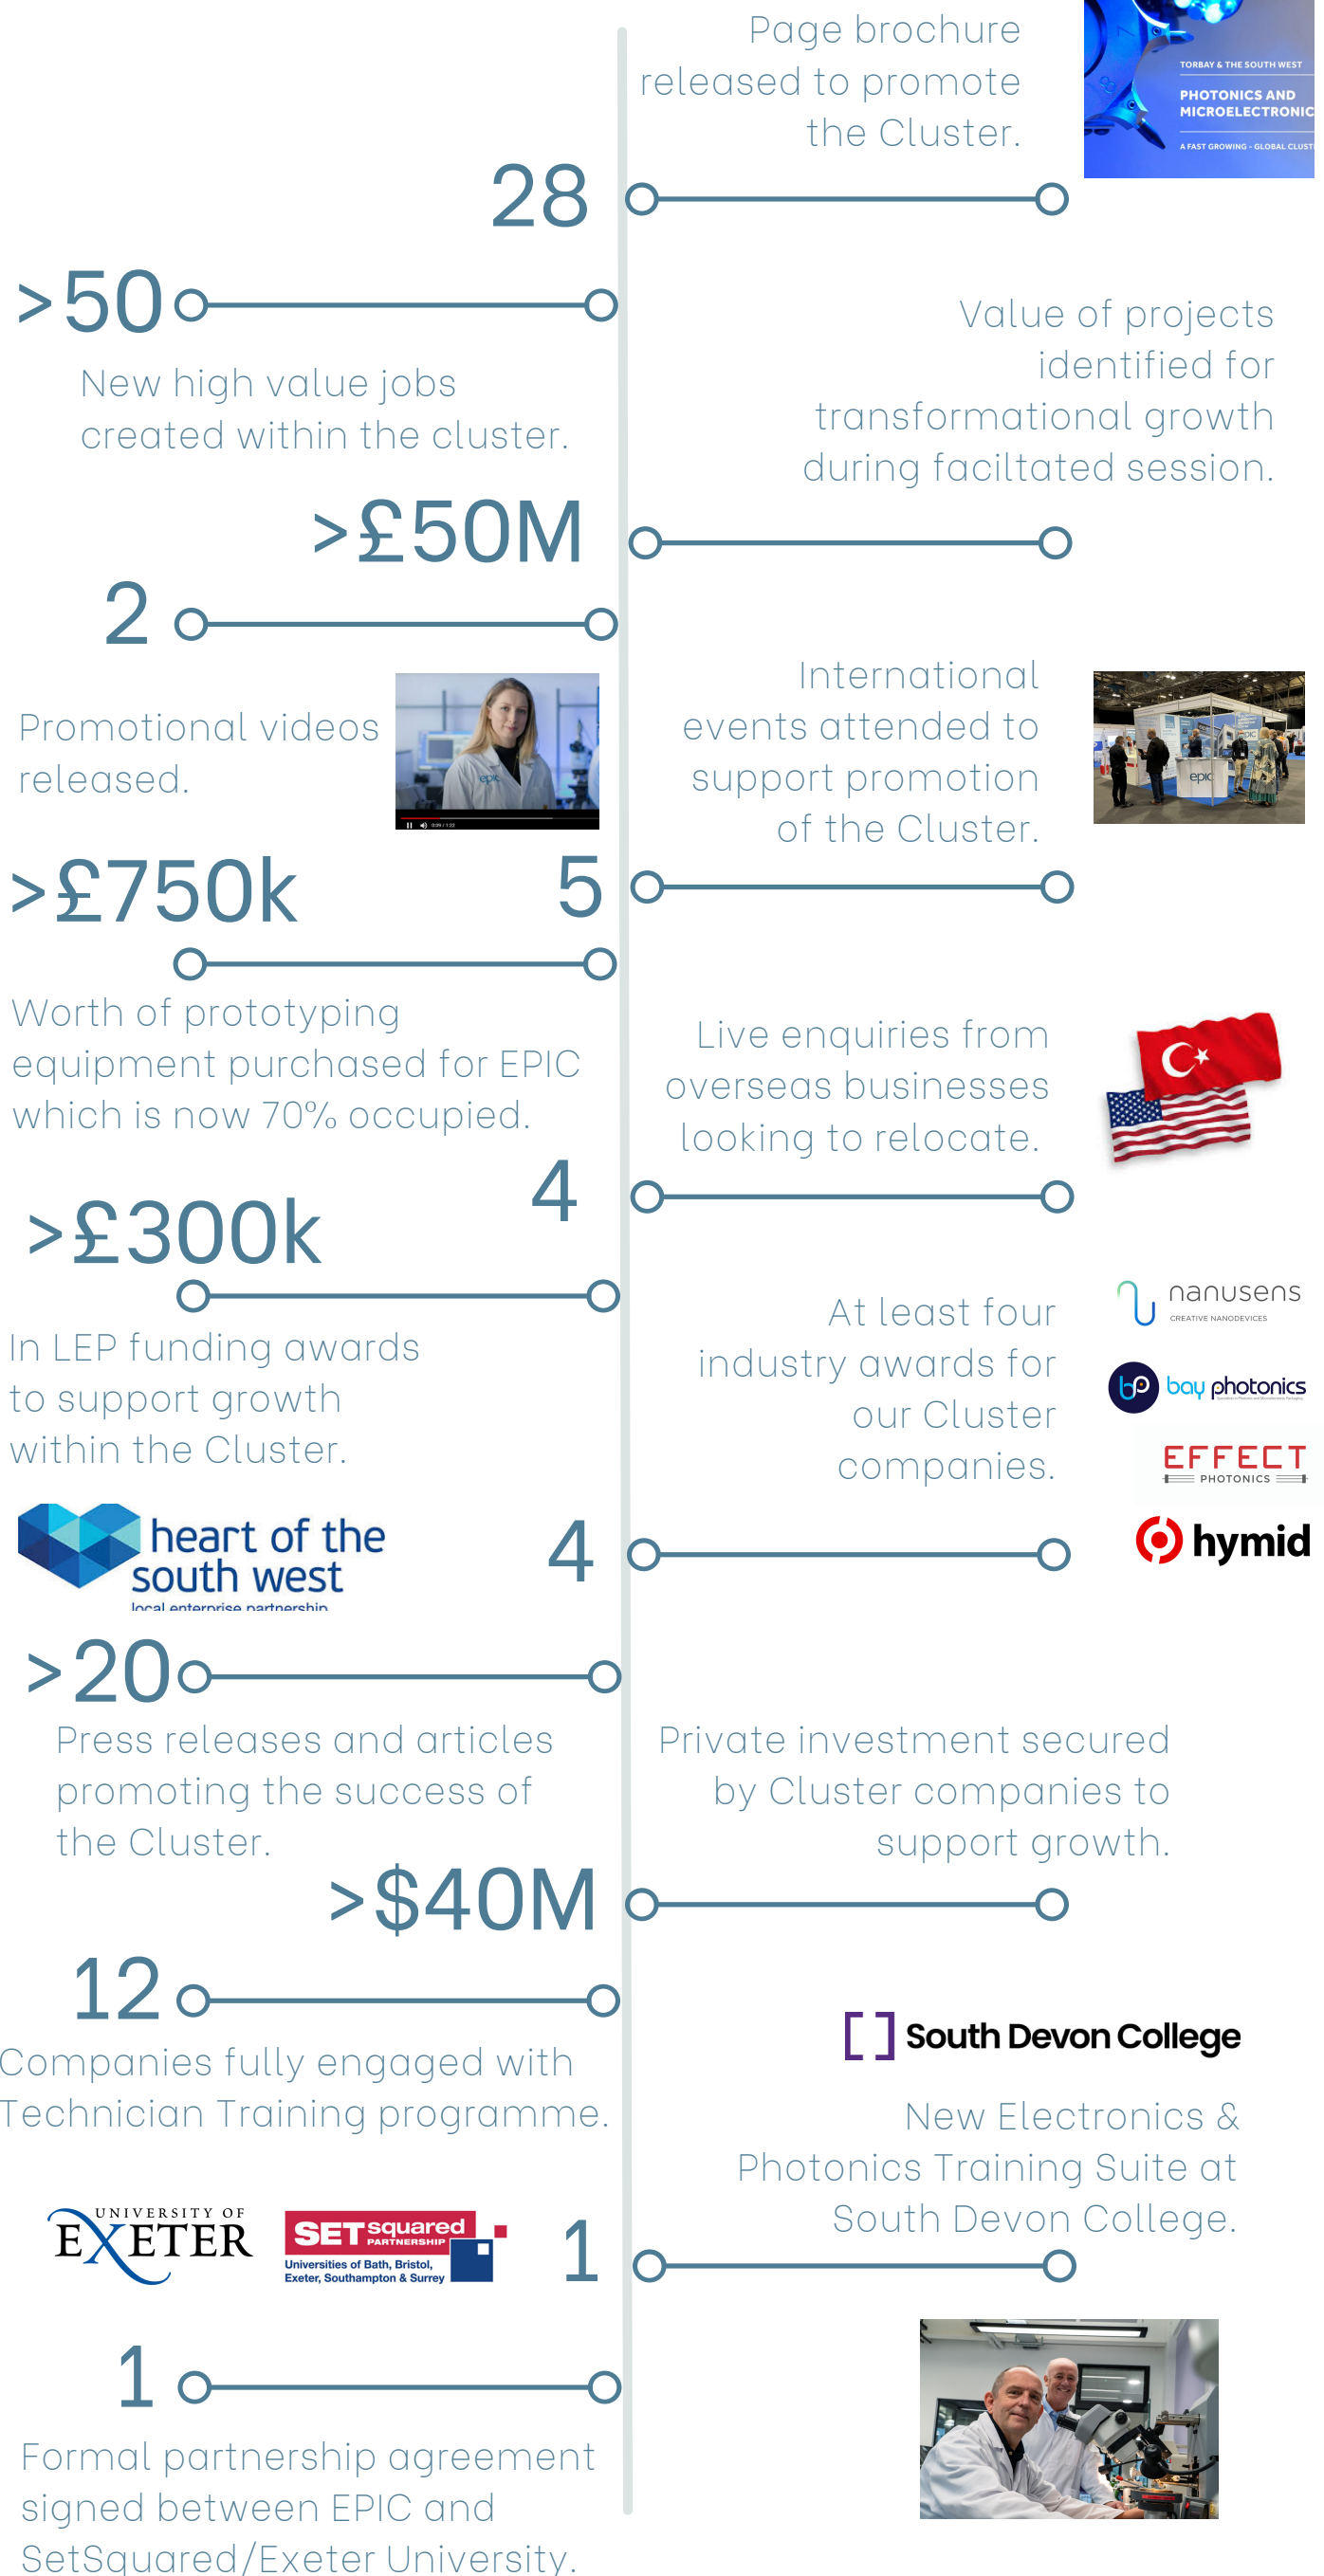 Page brochure
released to promote
the Cluster.
TORBAY & THE SOUTH WEST
PHOTONICS AND
MICROELECTRONIC
A FAST GROWING - GLOBAL CLUST
28
>50
New high value jobs
created within the cluster.
Value of projects
identified for
transformational growth
during faciltated session.
>£50M
2
Promotional videos
released.
epic
0:09 / 1:22
International
events attended to
support promotion
of the Cluster.
epic
epic
5
>£750k
Worth of prototyping
equipment purchased for EPIC
which is now 70% occupied.
Live enquiries from
overseas businesses
looking to relocate.
4
>£300k
In LEP funding awards
to support growth
within the Cluster.
heart of the
south west
local enterprise partnership
At least four
industry awards for
our Cluster
companies.
nanusens
CREATIVE NANODEVICES
bp bay photonics
EFFECT
PHOTONICS
hymid
4
>20
Press releases and articles
promoting the success of
the Cluster.
Private investment secured
by Cluster companies to
support growth.
>$40M
12
Companies fully engaged with
Technician Training programme.
South Devon College
New Electronics &
Photonics Training Suite at
South Devon College.
1
UNIVERSITY OF
EXETER
SETsquared
PARTNERSHIP
Universities of Bath, Bristol,
Exeter, Southampton & Surrey
1
Formal partnership agreement
signed between EPIC and
SetSquared/Exeter University.